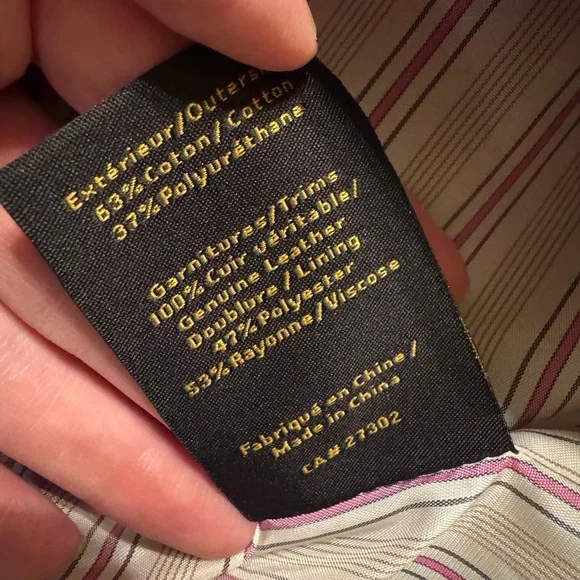 Extérieur/Outers
63% Coton/Cotton
37% Polyuréthane
Garnitures/Trims
100% Cuir véritable/
Genuine Leather
Doublure / Lining
47% Polyester
53% Rayonne/Viscose
Fabriqué en Chine /
Made in China
CA# 27302